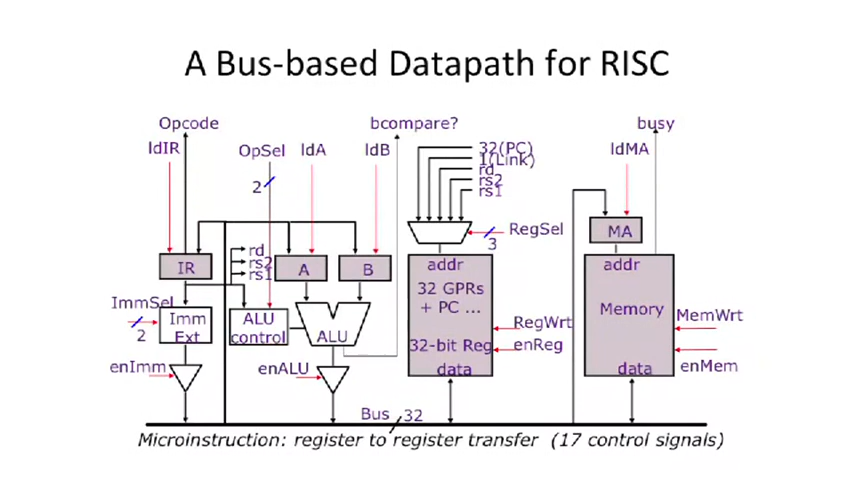 A Bus-based Datapath for RISC
Opcode
bcompare?
busy
ldIR
OpSel
ldA
ldB
32(PC)
1(Link)
rd
rs2
rs1
ldMA
2
RegSel
3
MA
rd
rs2
rs1
IR
A
B
addr
addr
32 GPRs
+ PC ...
ImmSel
2
Imm
Ext
ALU
control
ALU
Memory
RegWrt
MemWrt
32-bit Reg
enReg
enImm
enALU
data
data
enMem
Bus
32
Microinstruction: register to register transfer (17 control signals)